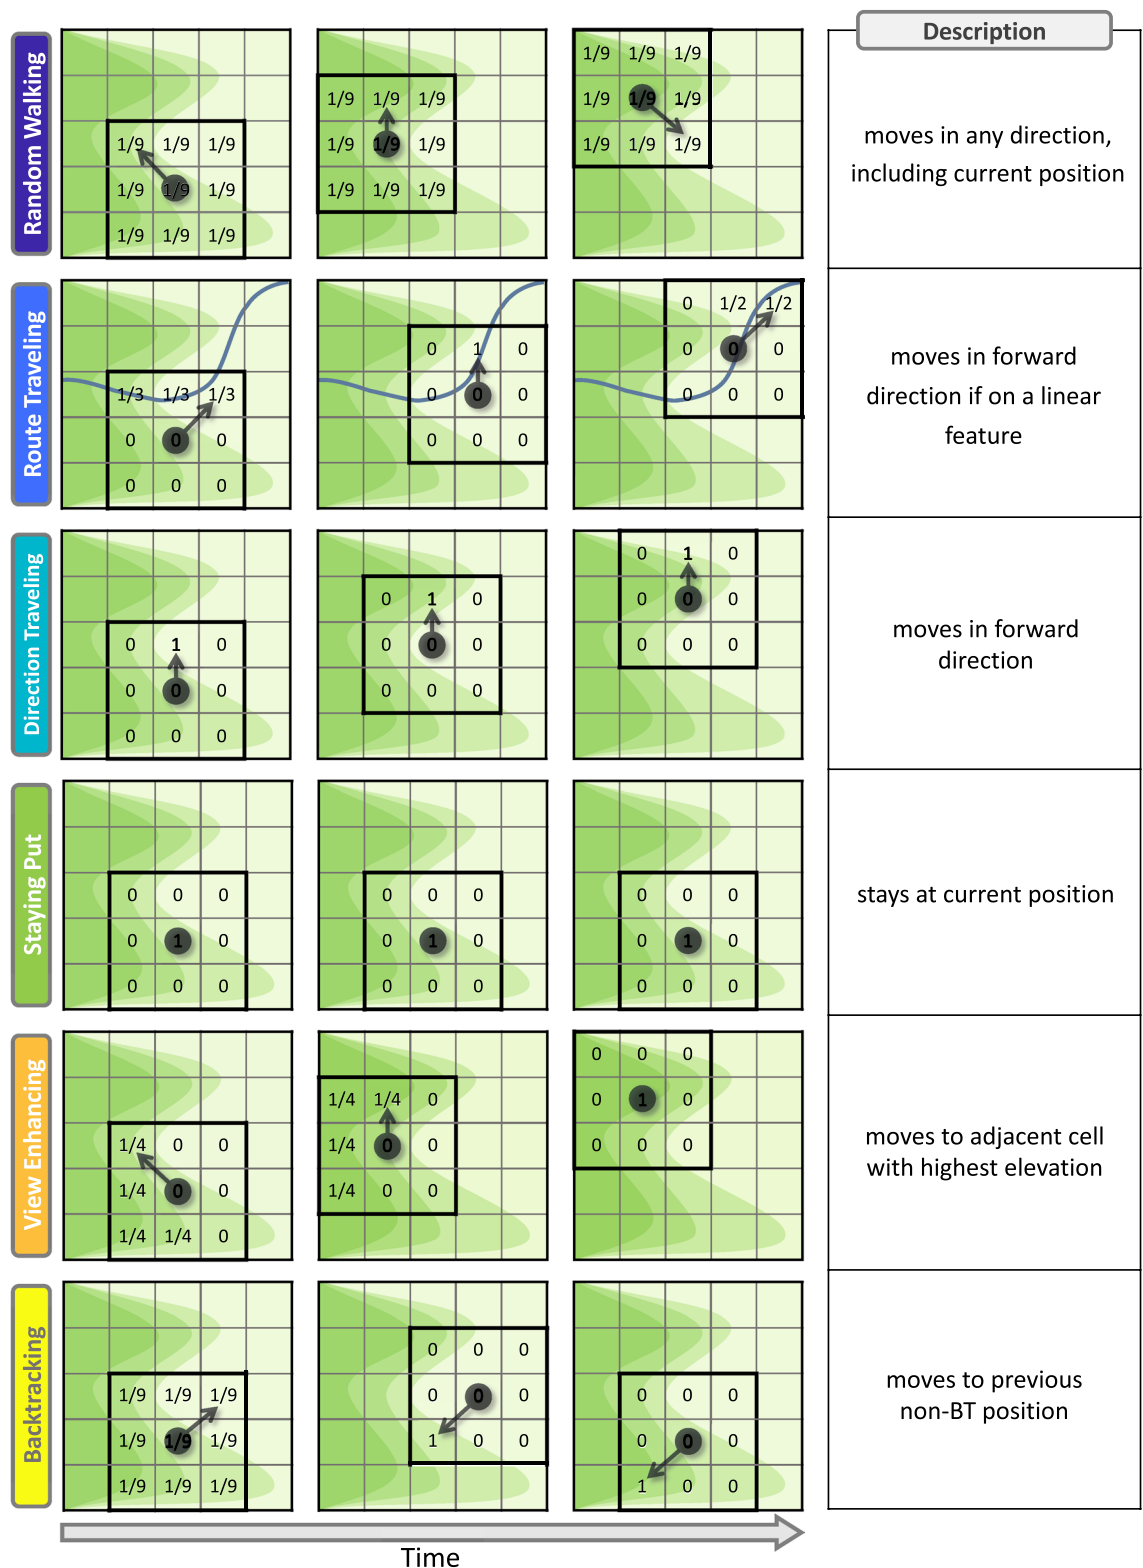 Description
Random Walking
1/9 1/9 1/9
1/9 1/9 1/9
1/9 1/9 1/9
1/9 1/9 1/9
1/9 1/9 1/9
1/9 1/9 1/9
1/9 1/9 1/9
1/9 1/9 1/9
1/9 1/9 1/9
moves in any direction,
including current position
Route Traveling
1/3 1/3 1/3
0 0 0
0 0 0
0 1 0
0 0 0
0 0 0
0 1/2 1/2
0 0 0
0 0 0
moves in forward
direction if on a linear
feature
Direction Traveling
0 1 0
0 0 0
0 0 0
0 1 0
0 0 0
0 0 0
0 1 0
0 0 0
0 0 0
moves in forward
direction
Staying Put
0 0 0
0 1 0
0 0 0
0 0 0
0 1 0
0 0 0
0 0 0
0 1 0
0 0 0
stays at current position
View Enhancing
1/4 0 0
1/4 0 0
1/4 1/4 0
1/4 1/4 0
1/4 0 0
1/4 0 0
0 0 0
0 1 0
0 0 0
moves to adjacent cell
with highest elevation
Backtracking
1/9 1/9 1/9
1/9 1/9 1/9
1/9 1/9 1/9
0 0 0
0 0 0
1 0 0
0 0 0
0 0 0
1 0 0
moves to previous
non-BT position
Time